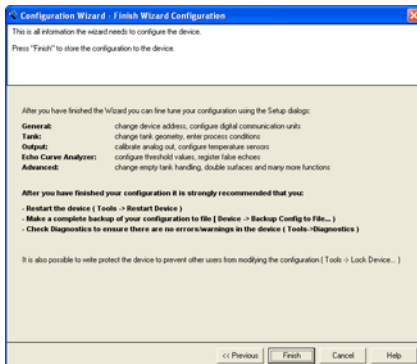 Configuration Wizard - Finish Wizard Configuration
This is all information the wizard needs to configure the device.
Press "Finish" to store the configuration to the device.
After you have finished the Wizard you can fine tune your configuration using the Setup dialogs:
General: change device address, configure digital communication units
Tank: change tank geometry, enter process conditions
Output: calibrate analog out, configure temperature sensors
Echo Curve Analyzer: configure threshold values, register false echoes
Advanced: change empty tank handling, double surfaces and many more functions
After you have finished your configuration it is strongly recommended that you:
- Restart the device ( Tools -> Restart Device )
- Make a complete backup of your configuration to file [ Device -> Backup Config to File... )
- Check Diagnostics to ensure there are no errors/warnings in the device ( Tools->Diagnostics )
It is also possible to write protect the device to prevent other users from modifying the configuration ( Tools -> Lock Device... )
<< Previous Finish Cancel Help